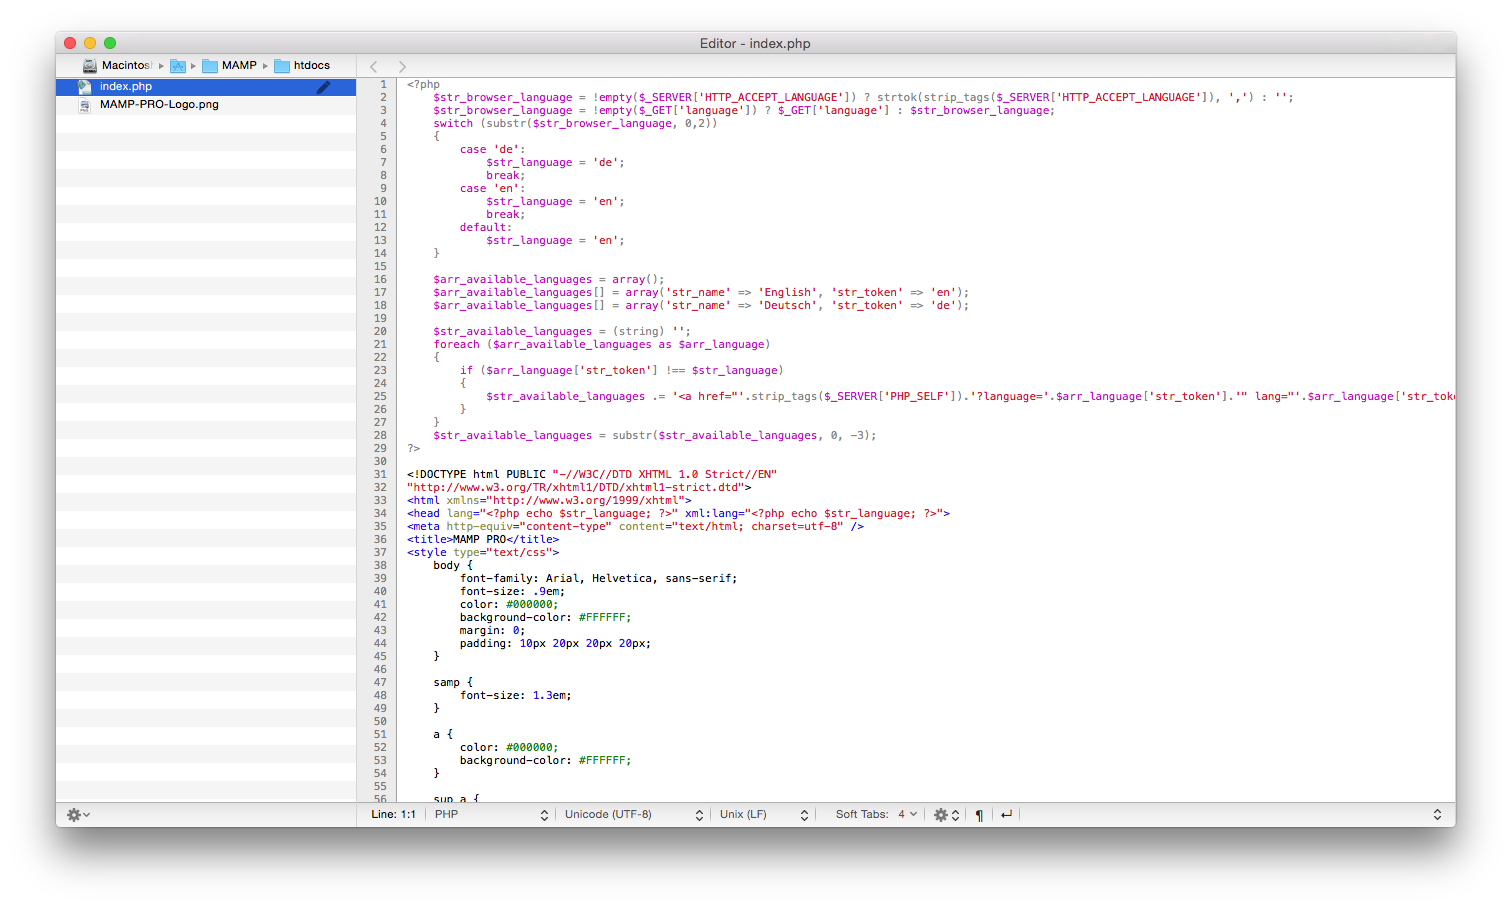 Editor - index.php
Macintosh MAMP htdocs
index.php
MAMP-PRO-Logo.png
1 <?php
2     $str_browser_language = !empty($_SERVER['HTTP_ACCEPT_LANGUAGE']) ? strtok(strip_tags($_SERVER['HTTP_ACCEPT_LANGUAGE']), ',') : '';
3     $str_browser_language = !empty($_GET['language']) ? $_GET['language'] : $str_browser_language;
4     switch (substr($str_browser_language, 0,2))
5     {
6         case 'de':
7             $str_language = 'de';
8             break;
9         case 'en':
10             $str_language = 'en';
11             break;
12         default:
13             $str_language = 'en';
14     }
15
16     $arr_available_languages = array();
17     $arr_available_languages[] = array('str_name' => 'English', 'str_token' => 'en');
18     $arr_available_languages[] = array('str_name' => 'Deutsch', 'str_token' => 'de');
19
20     $str_available_languages = (string) '';
21     foreach ($arr_available_languages as $arr_language)
22     {
23         if ($arr_language['str_token'] !== $str_language)
24         {
25             $str_available_languages .= '<a href="'.strip_tags($_SERVER['PHP_SELF']).'?language='.$arr_language['str_token'].'" lang="'.$arr_language['str_toke
26         }
27     }
28     $str_available_languages = substr($str_available_languages, 0, -3);
29 ?>
30
31 <!DOCTYPE html PUBLIC "-//W3C//DTD XHTML 1.0 Strict//EN"
32 "http://www.w3.org/TR/xhtml1/DTD/xhtml1-strict.dtd">
33 <html xmlns="http://www.w3.org/1999/xhtml">
34 <head lang="<?php echo $str_language; ?>" xml:lang="<?php echo $str_language; ?>">
35 <meta http-equiv="content-type" content="text/html; charset=utf-8" />
36 <title>MAMP PRO</title>
37 <style type="text/css">
38     body {
39         font-family: Arial, Helvetica, sans-serif;
40         font-size: .9em;
41         color: #000000;
42         background-color: #FFFFFF;
43         margin: 0;
44         padding: 10px 20px 20px 20px;
45     }
46
47     samp {
48         font-size: 1.3em;
49     }
50
51     a {
52         color: #000000;
53         background-color: #FFFFFF;
54     }
55
56     sup a {
Line: 1:1 PHP Unicode (UTF-8) Unix (LF) Soft Tabs: 4 ¶ ↵